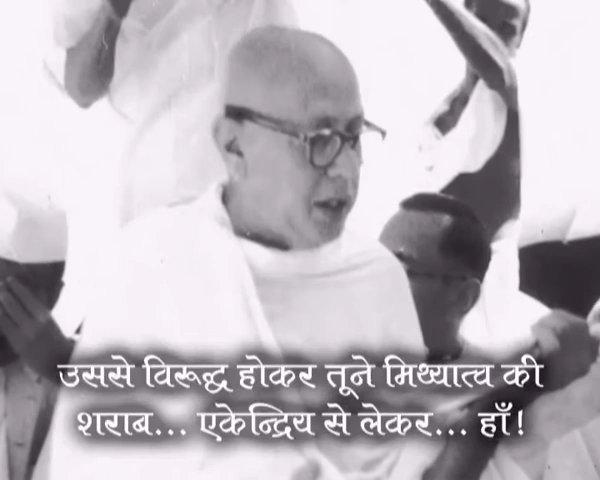 उससे विरूद्ध होकर तूने मिथ्यात्व की
शराब... एकेन्द्रिय से लेकर... हाँ!